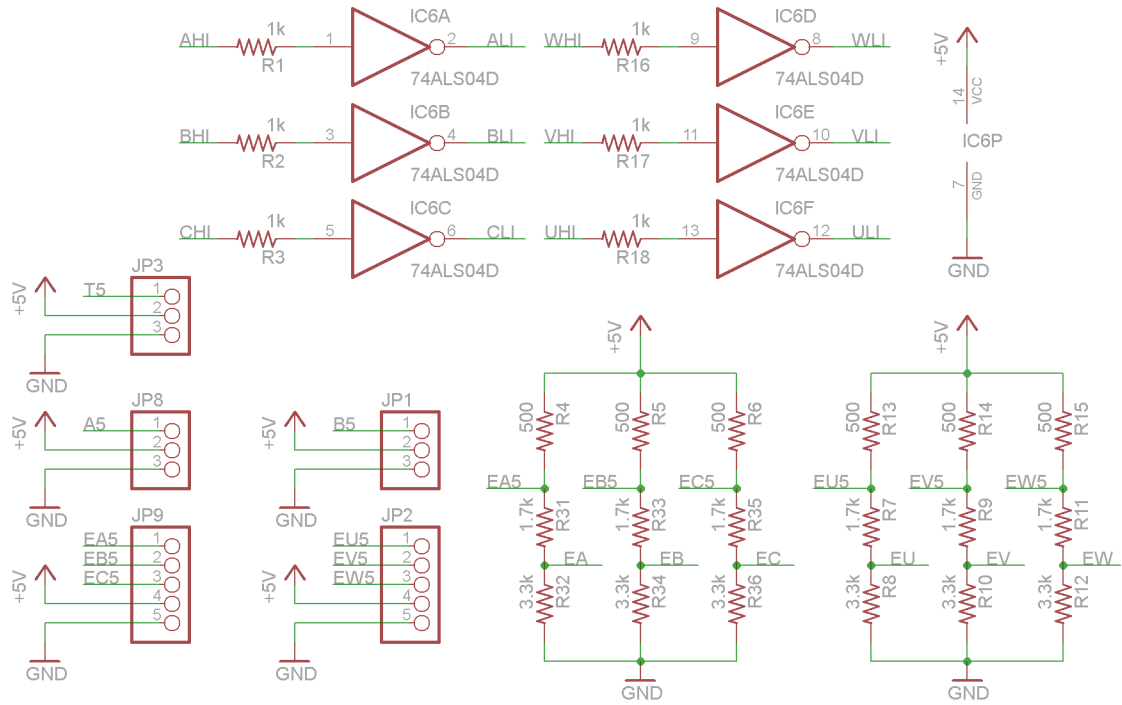 IC6A
IC6D
AHI
1k
1
2
ALI
WHI
1k
9
8
WLI
+5V
R1
R16
74ALS04D
74ALS04D
14
VCC
IC6B
IC6E
BHI
1k
3
4
BLI
VHI
1k
11
10
VLI
IC6P
R2
R17
74ALS04D
74ALS04D
7
GND
IC6C
IC6F
CHI
1k
5
6
CLI
UHI
1k
13
12
ULI
R3
R18
74ALS04D
74ALS04D
GND
JP3
+5V
T5
1
2
3
GND
JP8
+5V
A5
1
2
3
GND
JP1
+5V
B5
1
2
3
GND
JP9
EA5
1
EB5
2
EC5
3
+5V
4
5
GND
JP2
EU5
1
EV5
2
EW5
3
+5V
4
5
GND
+5V
500
R4
500
R5
500
R6
EA5
EB5
EC5
1.7k
R31
1.7k
R33
1.7k
R35
EA
EB
EC
3.3k
R32
3.3k
R34
3.3k
R36
GND
+5V
500
R13
500
R14
500
R15
EU5
EV5
EW5
1.7k
R7
1.7k
R9
1.7k
R11
EU
EV
EW
3.3k
R8
3.3k
R10
3.3k
R12
GND